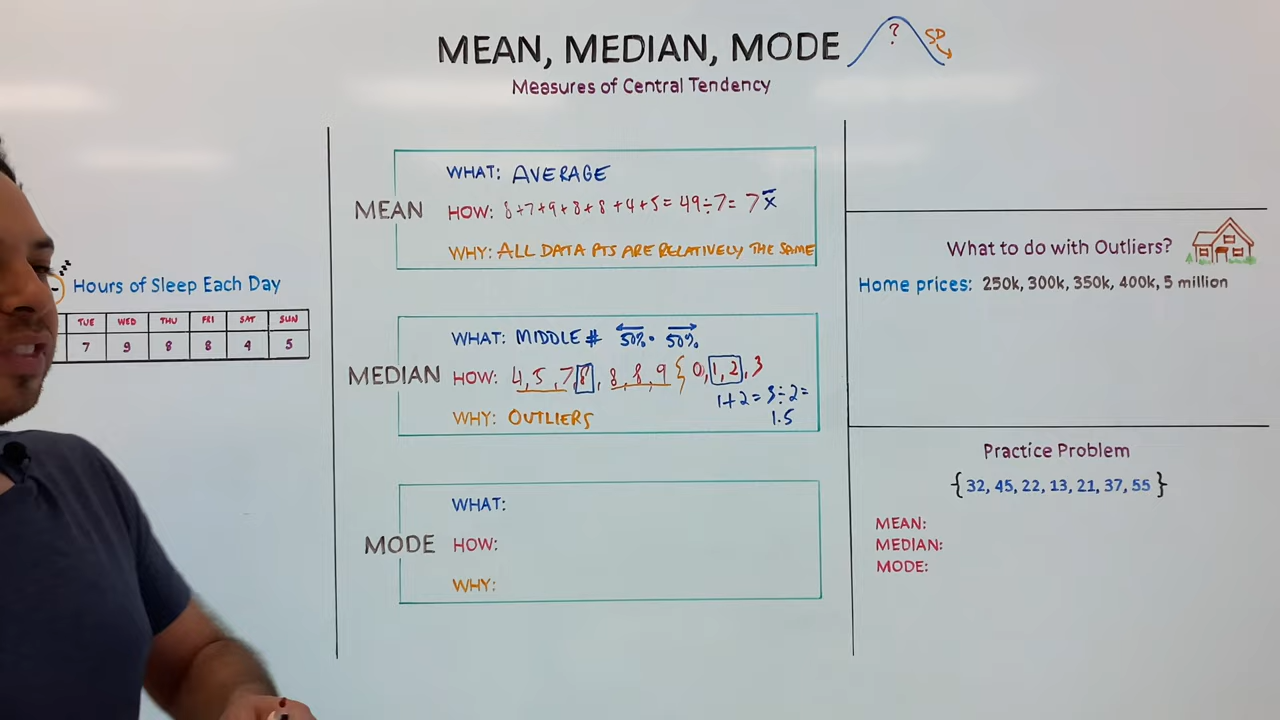 MEAN, MEDIAN, MODE
?
SD
Measures of Central Tendency
Hours of Sleep Each Day
TUE WED THU FRI SAT SUN
7 9 8 8 4 5
MEAN
WHAT: AVERAGE
HOW: 8+7+9+8+8+4+5=49÷7=7 x̄
WHY: ALL DATA PTS ARE RELATIVELY THE SAME
MEDIAN
WHAT: MIDDLE # 50% • 50%
HOW: 4,5,7,8,8,8,9 { 0,1,2,3
1+2=3÷2=
1.5
WHY: OUTLIERS
MODE
WHAT:
HOW:
WHY:
What to do with Outliers?
Home prices: 250k, 300k, 350k, 400k, 5 million
Practice Problem
{32, 45, 22, 13, 21, 37, 55}
MEAN:
MEDIAN:
MODE: